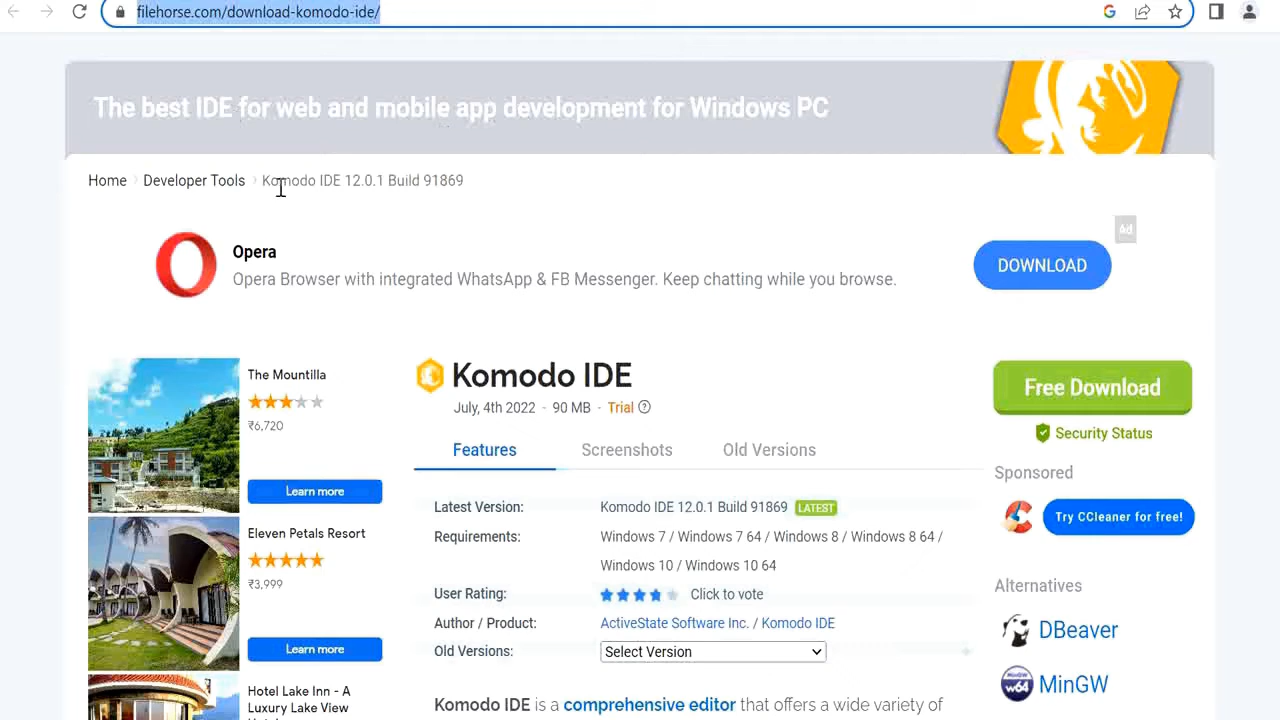 filehorse.com/download-komodo-ide/
The best IDE for web and mobile app development for Windows PC
Home › Developer Tools › Komodo IDE 12.0.1 Build 91869
Ad
Opera
Opera Browser with integrated WhatsApp & FB Messenger. Keep chatting while you browse.
DOWNLOAD
The Mountilla
₹6,720
Learn more
Eleven Petals Resort
₹3,999
Learn more
Hotel Lake Inn - A
Luxury Lake View
Komodo IDE
July, 4th 2022 - 90 MB - Trial ?
Features Screenshots Old Versions
Latest Version: Komodo IDE 12.0.1 Build 91869 LATEST
Requirements: Windows 7 / Windows 7 64 / Windows 8 / Windows 8 64 /
Windows 10 / Windows 10 64
User Rating: Click to vote
Author / Product: ActiveState Software Inc. / Komodo IDE
Old Versions: Select Version
Komodo IDE is a comprehensive editor that offers a wide variety of
Free Download
Security Status
Sponsored
Try CCleaner for free!
Alternatives
DBeaver
w64
MinGW